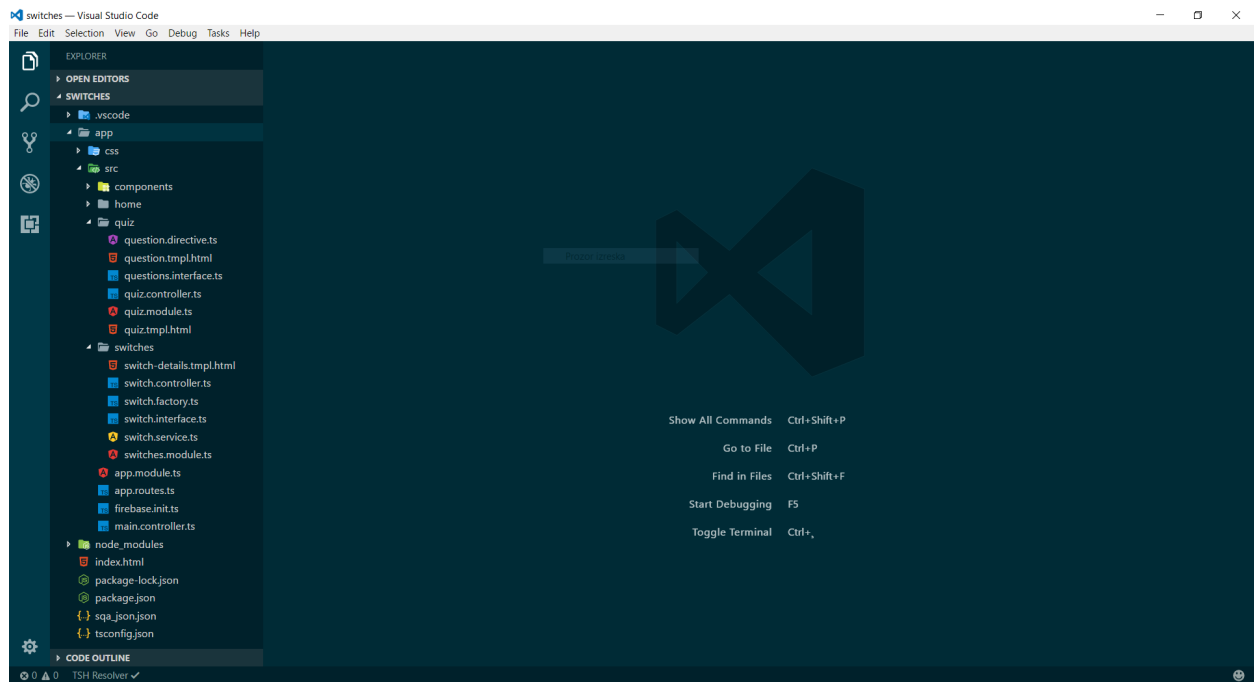 switches — Visual Studio Code
File Edit Selection View Go Debug Tasks Help
EXPLORER
OPEN EDITORS
SWITCHES
.vscode
app
css
src
components
home
quiz
question.directive.ts
question.tmpl.html
questions.interface.ts
quiz.controller.ts
quiz.module.ts
quiz.tmpl.html
switches
switch-details.tmpl.html
switch.controller.ts
switch.factory.ts
switch.interface.ts
switch.service.ts
switches.module.ts
app.module.ts
app.routes.ts
firebase.init.ts
main.controller.ts
node_modules
index.html
package-lock.json
package.json
sqa_json.json
tsconfig.json
CODE OUTLINE
Show All Commands Ctrl+Shift+P
Go to File Ctrl+P
Find in Files Ctrl+Shift+F
Start Debugging F5
Toggle Terminal Ctrl+¸
0 0 TSH Resolver